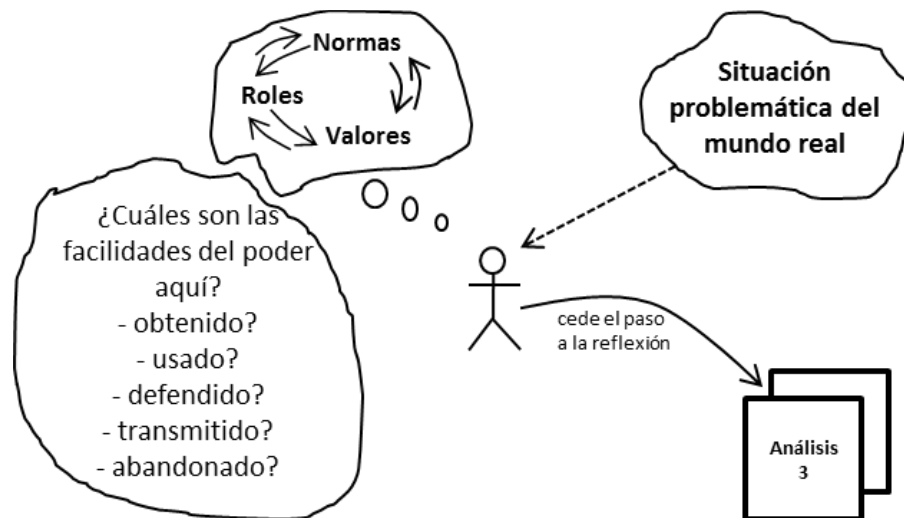 Normas
Roles
Valores
Situación
problemática del
mundo real
¿Cuáles son las
facilidades del poder
aquí?
- obtenido?
- usado?
- defendido?
- transmitido?
- abandonado?
cede el paso
a la reflexión
Análisis
3